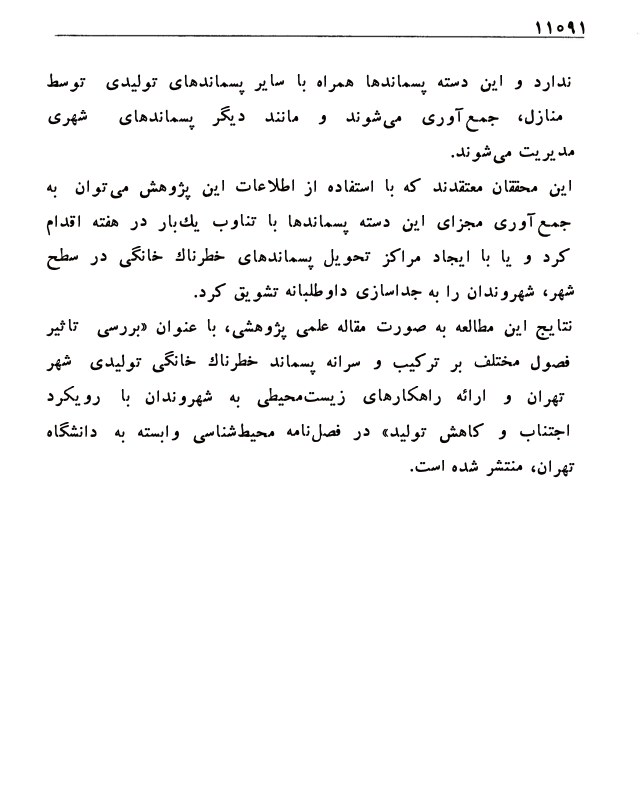 ۱۱۰۹۱
ندارد و این دسته پسماندها همراه با سایر پسماندهای تولیدی توسط
منازل، جمع‌آوری می‌شوند و مانند دیگر پسماندهای شهری
مدیریت می‌شوند.
این محققان معتقدند که با استفاده از اطلاعات این پژوهش می‌توان به
جمع‌آوری مجزای این دسته پسماندها با تناوب یك‌بار در هفته اقدام
کرد و یا با ایجاد مراکز تحویل پسماندهای خطرناك خانگی در سطح
شهر، شهروندان را به جداسازی داوطلبانه تشویق کرد.
نتایج این مطالعه به صورت مقاله علمی پژوهشی، با عنوان «بررسی تاثیر
فصول مختلف بر ترکیب و سرانه پسماند خطرناك خانگی تولیدی شهر
تهران و ارائه راهکارهای زیست‌محیطی به شهروندان با رویکرد
اجتناب و کاهش تولید» در فصل‌نامه محیط‌شناسی وابسته به دانشگاه
تهران، منتشر شده است.